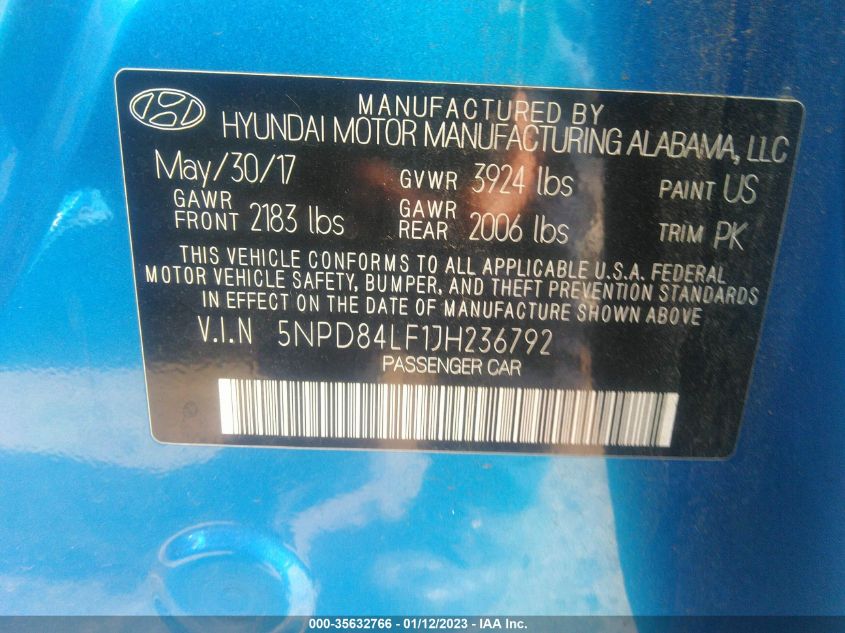 MANUFACTURED BY
HYUNDAI MOTOR MANUFACTURING ALABAMA, LLC
May/30/17 GVWR 3924 lbs PAINT US
GAWR FRONT 2183 lbs GAWR REAR 2006 lbs TRIM PK
THIS VEHICLE CONFORMS TO ALL APPLICABLE U.S.A. FEDERAL
MOTOR VEHICLE SAFETY, BUMPER, AND THEFT PREVENTION STANDARDS
IN EFFECT ON THE DATE OF MANUFACTURE SHOWN ABOVE.
V.I.N 5NPD84LF1JH236792
PASSENGER CAR
000-35632766 - 01/12/2023 - IAA Inc.